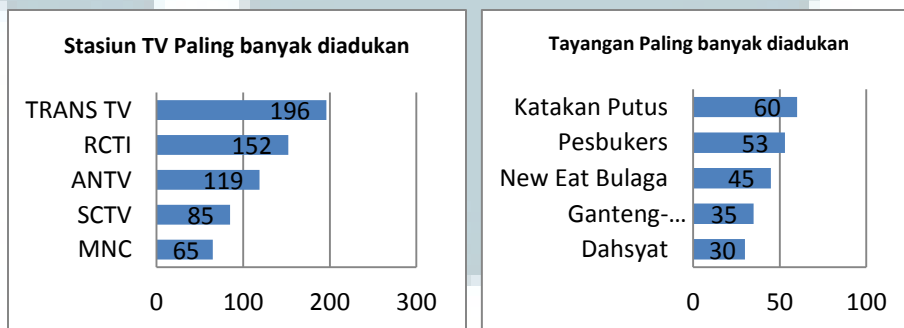 Stasiun TV Paling banyak diadukan
TRANS TV 196
RCTI 152
ANTV 119
SCTV 85
MNC 65
0 100 200 300
Tayangan Paling banyak diadukan
Katakan Putus 60
Pesbukers 53
New Eat Bulaga 45
Ganteng-... 35
Dahsyat 30
0 50 100